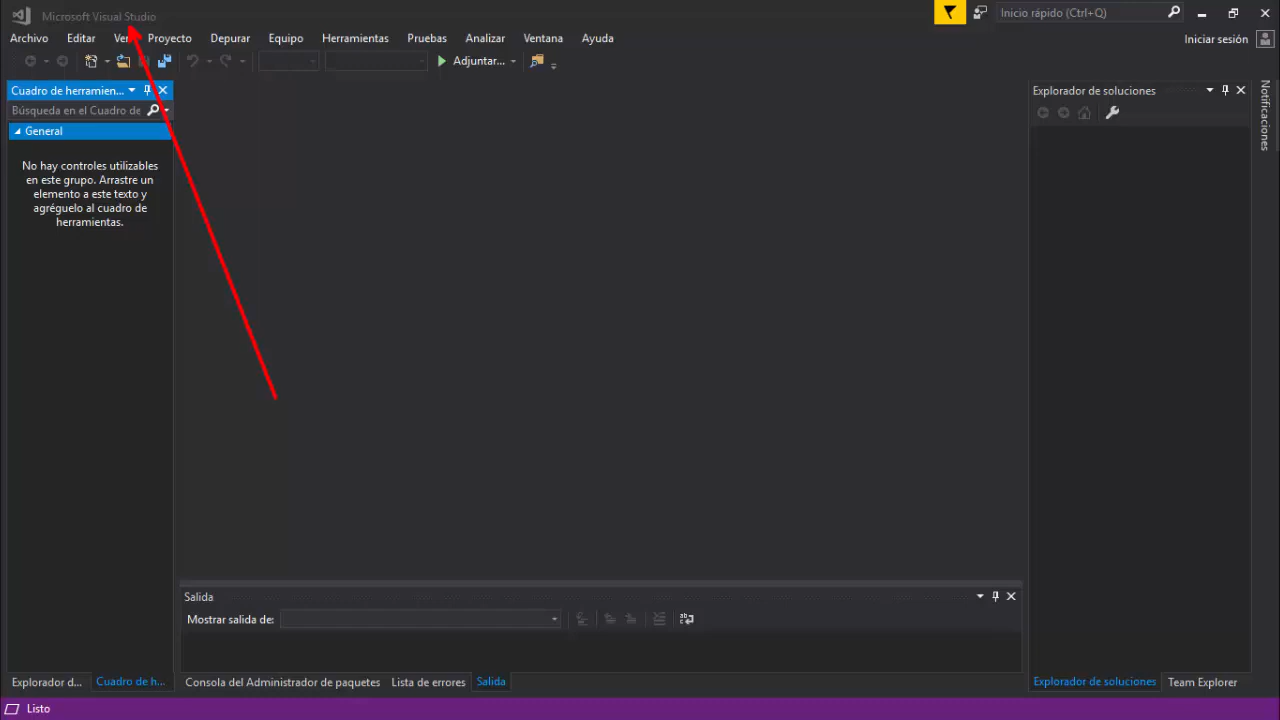 Microsoft Visual Studio
Inicio rápido (Ctrl+Q)
Archivo Editar Ver Proyecto Depurar Equipo Herramientas Pruebas Analizar Ventana Ayuda
Iniciar sesión
Adjuntar...
Cuadro de herramien...
Búsqueda en el Cuadro de
General
No hay controles utilizables
en este grupo. Arrastre un
elemento a este texto y
agréguelo al cuadro de
herramientas.
Explorador de soluciones
Notificaciones
Salida
Mostrar salida de:
Explorador d... Cuadro de h... Consola del Administrador de paquetes Lista de errores Salida
Explorador de soluciones Team Explorer
Listo